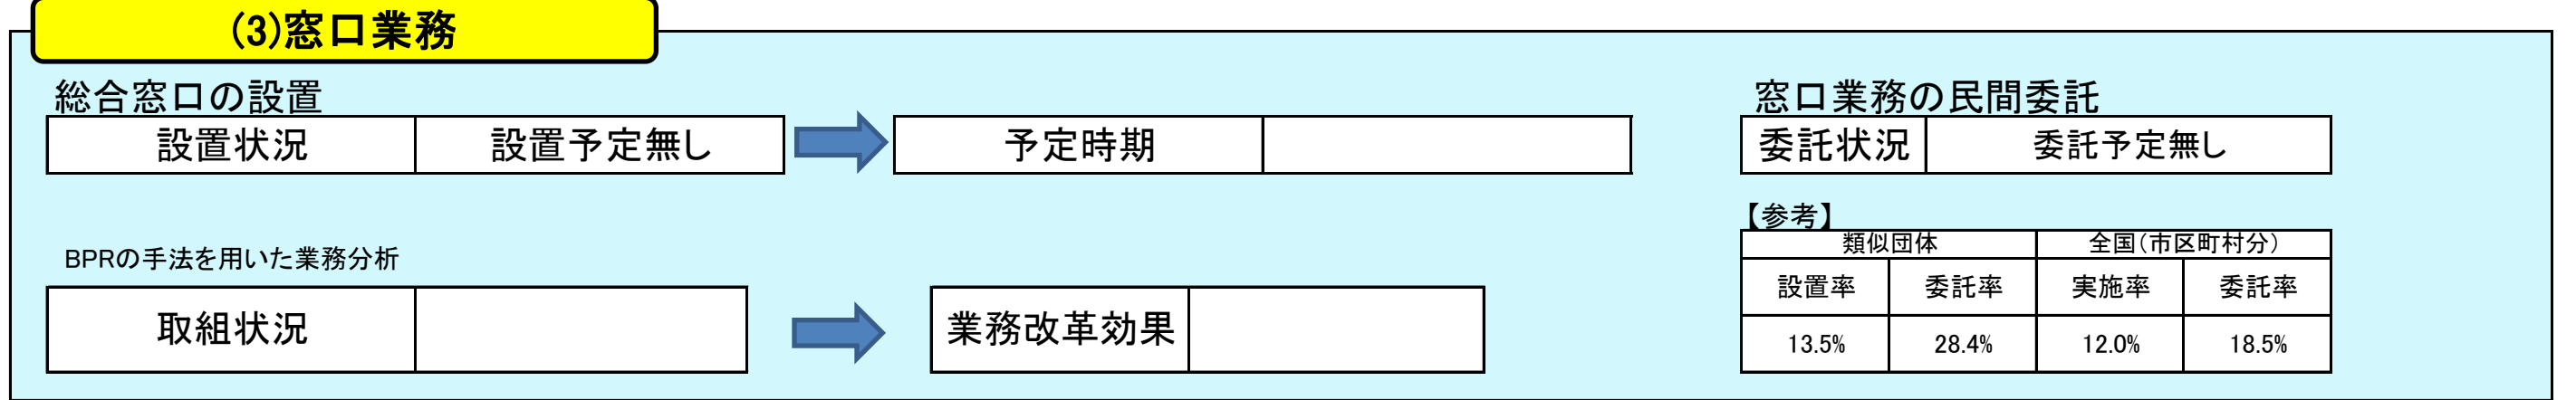 (3)窓口業務
総合窓口の設置
設置状況 設置予定無し 予定時期
窓口業務の民間委託
委託状況 委託予定無し
BPRの手法を用いた業務分析
取組状況 業務改革効果
【参考】
類似団体 全国(市区町村分)
設置率 委託率 実施率 委託率
13.5% 28.4% 12.0% 18.5%